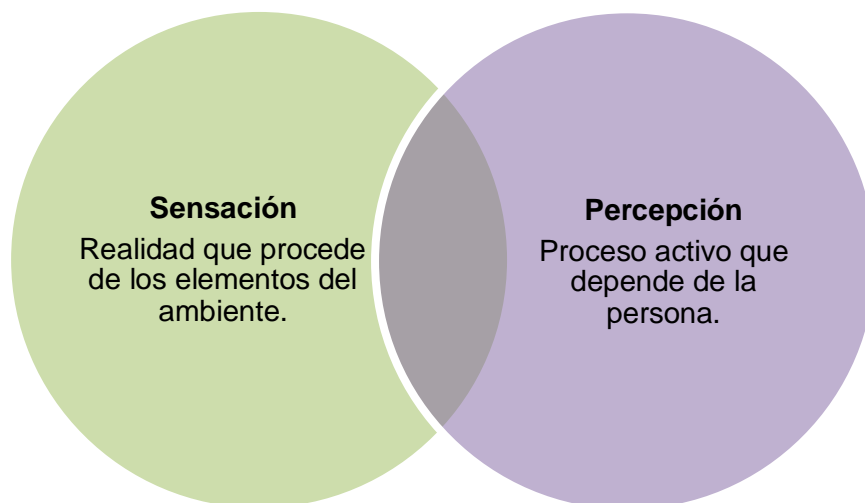 Sensación
Realidad que procede
de los elementos del
ambiente.
Percepción
Proceso activo que
depende de la
persona.